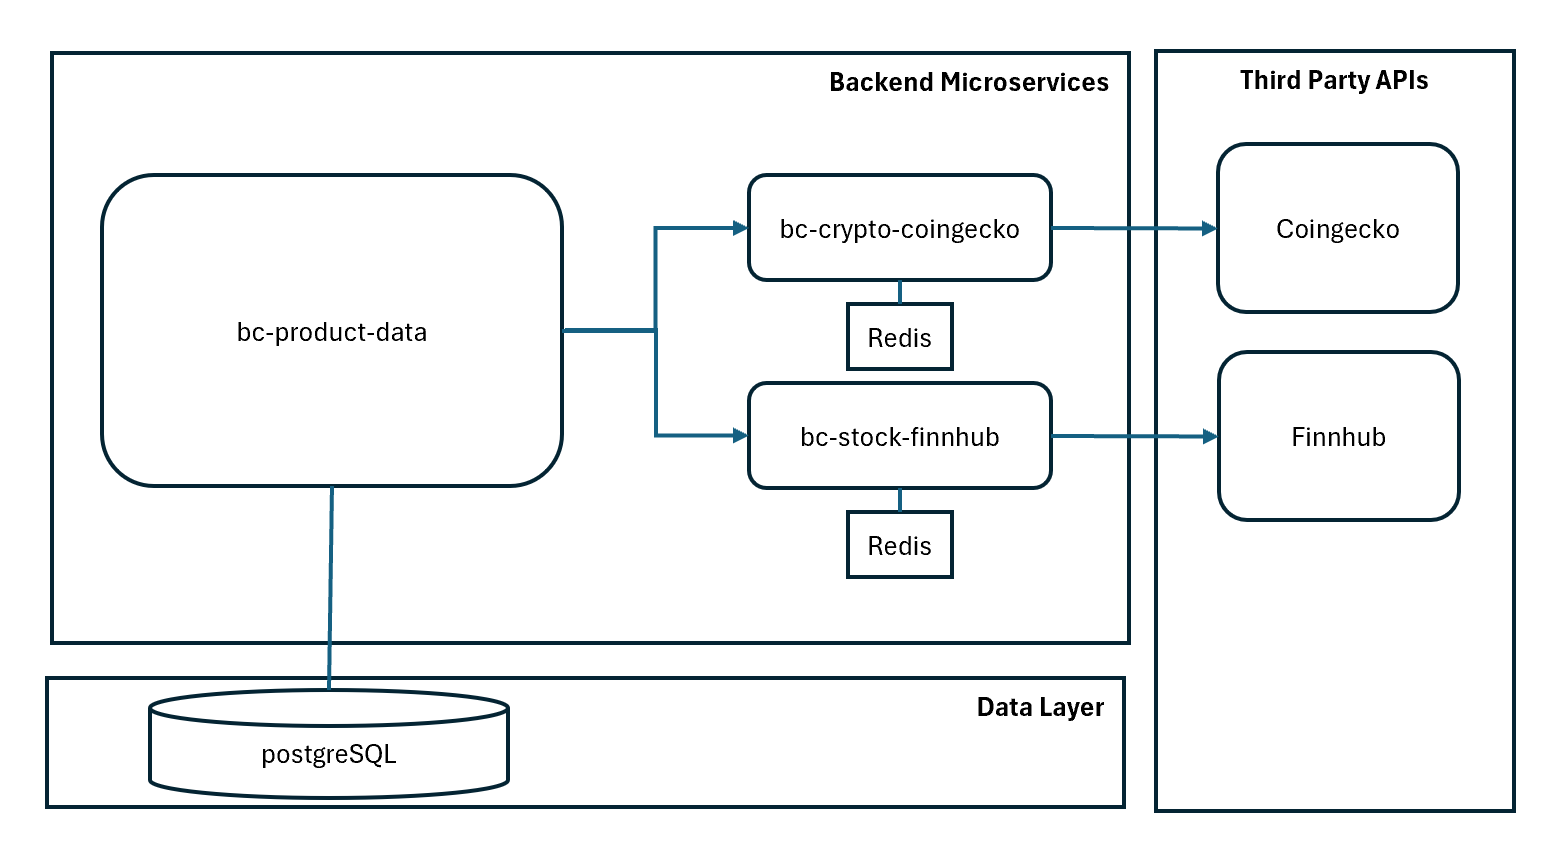 Backend Microservices
Third Party APIs
bc-product-data
bc-crypto-coingecko
Redis
bc-stock-finnhub
Redis
Coingecko
Finnhub
Data Layer
postgreSQL